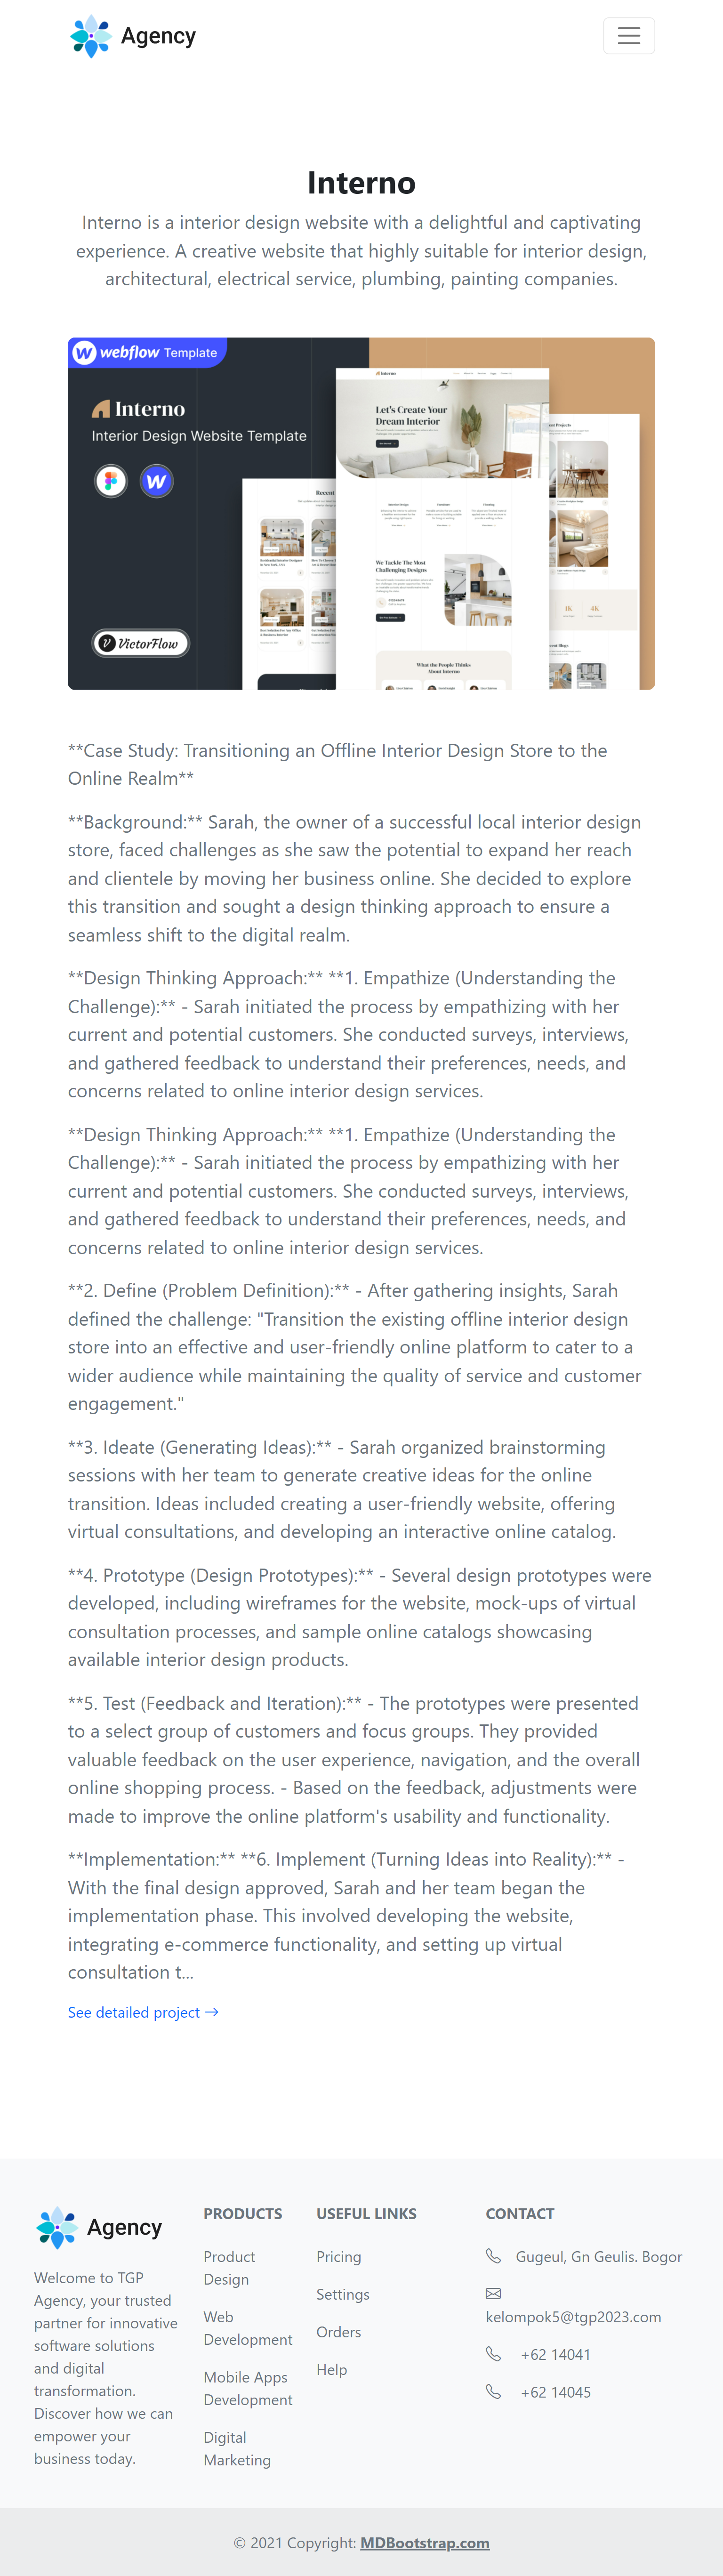 Agency
Interno
Interno is a interior design website with a delightful and captivating
experience. A creative website that highly suitable for interior design,
architectural, electrical service, plumbing, painting companies.
webflow Template
Interno
Interior Design Website Template
VictorFlow
Interno
Let's Create Your
Dream Interior
Recent
We Tackle The Most
Challenging Designs
What the People Thinks
About Interno
4K
**Case Study: Transitioning an Offline Interior Design Store to the
Online Realm**
**Background:** Sarah, the owner of a successful local interior design
store, faced challenges as she saw the potential to expand her reach
and clientele by moving her business online. She decided to explore
this transition and sought a design thinking approach to ensure a
seamless shift to the digital realm.
**Design Thinking Approach:** **1. Empathize (Understanding the
Challenge):** - Sarah initiated the process by empathizing with her
current and potential customers. She conducted surveys, interviews,
and gathered feedback to understand their preferences, needs, and
concerns related to online interior design services.
**Design Thinking Approach:** **1. Empathize (Understanding the
Challenge):** - Sarah initiated the process by empathizing with her
current and potential customers. She conducted surveys, interviews,
and gathered feedback to understand their preferences, needs, and
concerns related to online interior design services.
**2. Define (Problem Definition):** - After gathering insights, Sarah
defined the challenge: "Transition the existing offline interior design
store into an effective and user-friendly online platform to cater to a
wider audience while maintaining the quality of service and customer
engagement."
**3. Ideate (Generating Ideas):** - Sarah organized brainstorming
sessions with her team to generate creative ideas for the online
transition. Ideas included creating a user-friendly website, offering
virtual consultations, and developing an interactive online catalog.
**4. Prototype (Design Prototypes):** - Several design prototypes were
developed, including wireframes for the website, mock-ups of virtual
consultation processes, and sample online catalogs showcasing
available interior design products.
**5. Test (Feedback and Iteration):** - The prototypes were presented
to a select group of customers and focus groups. They provided
valuable feedback on the user experience, navigation, and the overall
online shopping process. - Based on the feedback, adjustments were
made to improve the online platform's usability and functionality.
**Implementation:** **6. Implement (Turning Ideas into Reality):** -
With the final design approved, Sarah and her team began the
implementation phase. This involved developing the website,
integrating e-commerce functionality, and setting up virtual
consultation t...
See detailed project →
Agency
Welcome to TGP
Agency, your trusted
partner for innovative
software solutions
and digital
transformation.
Discover how we can
empower your
business today.
PRODUCTS
Product
Design
Web
Development
Mobile Apps
Development
Digital
Marketing
USEFUL LINKS
Pricing
Settings
Orders
Help
CONTACT
Gugeul, Gn Geulis. Bogor
kelompok5@tgp2023.com
+62 14041
+62 14045
© 2021 Copyright: MDBootstrap.com